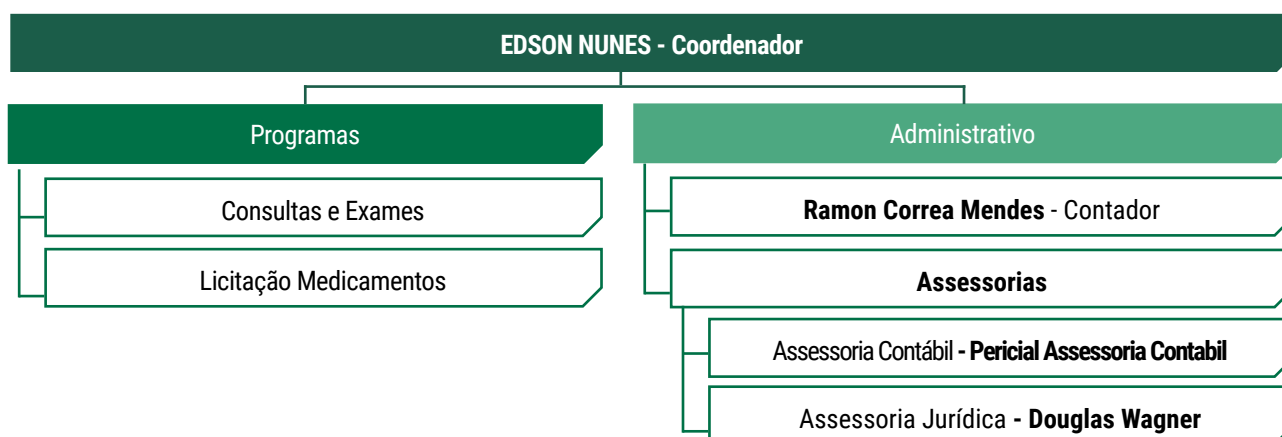 EDSON NUNES - Coordenador
Programas
Consultas e Exames
Licitação Medicamentos
Administrativo
Ramon Correa Mendes - Contador
Assessorias
Assessoria Contábil - Pericial Assessoria Contabil
Assessoria Jurídica - Douglas Wagner